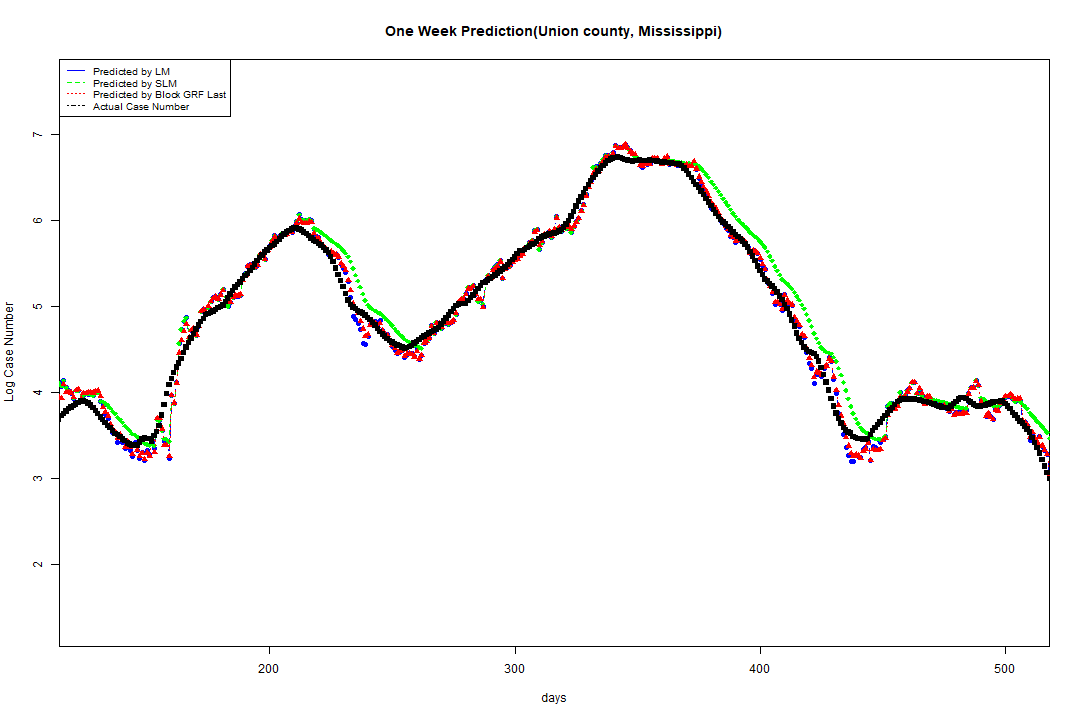 One Week Prediction(Union county, Mississippi)
Predicted by LM
Predicted by SLM
Predicted by Block GRF Last
Actual Case Number
Log Case Number
7
6
5
4
3
2
200 300 400 500
days